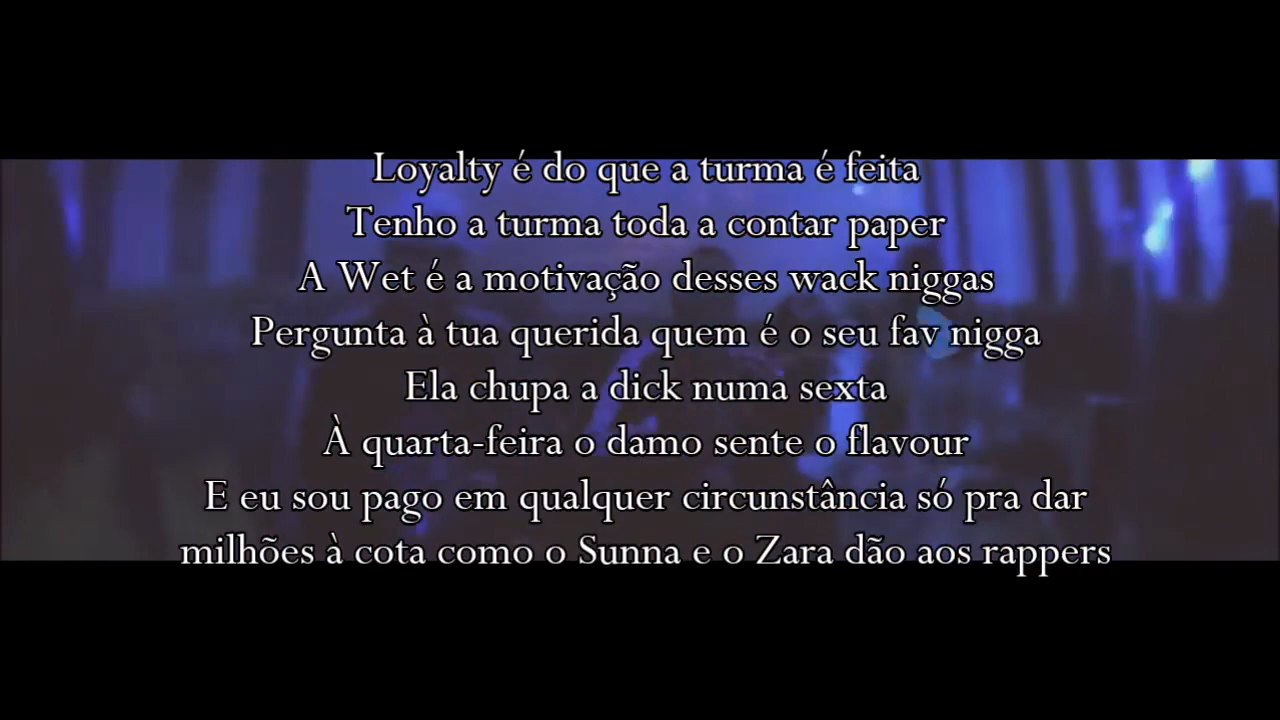 Loyalty é do que a turma é feita
Tenho a turma toda a contar paper
A Wet é a motivação desses wack niggas
Pergunta à tua querida quem é o seu fav nigga
Ela chupa a dick numa sexta
À quarta-feira o damo sente o flavour
E eu sou pago em qualquer circunstância só pra dar
milhões à cota como o Sunna e o Zara dão aos rappers